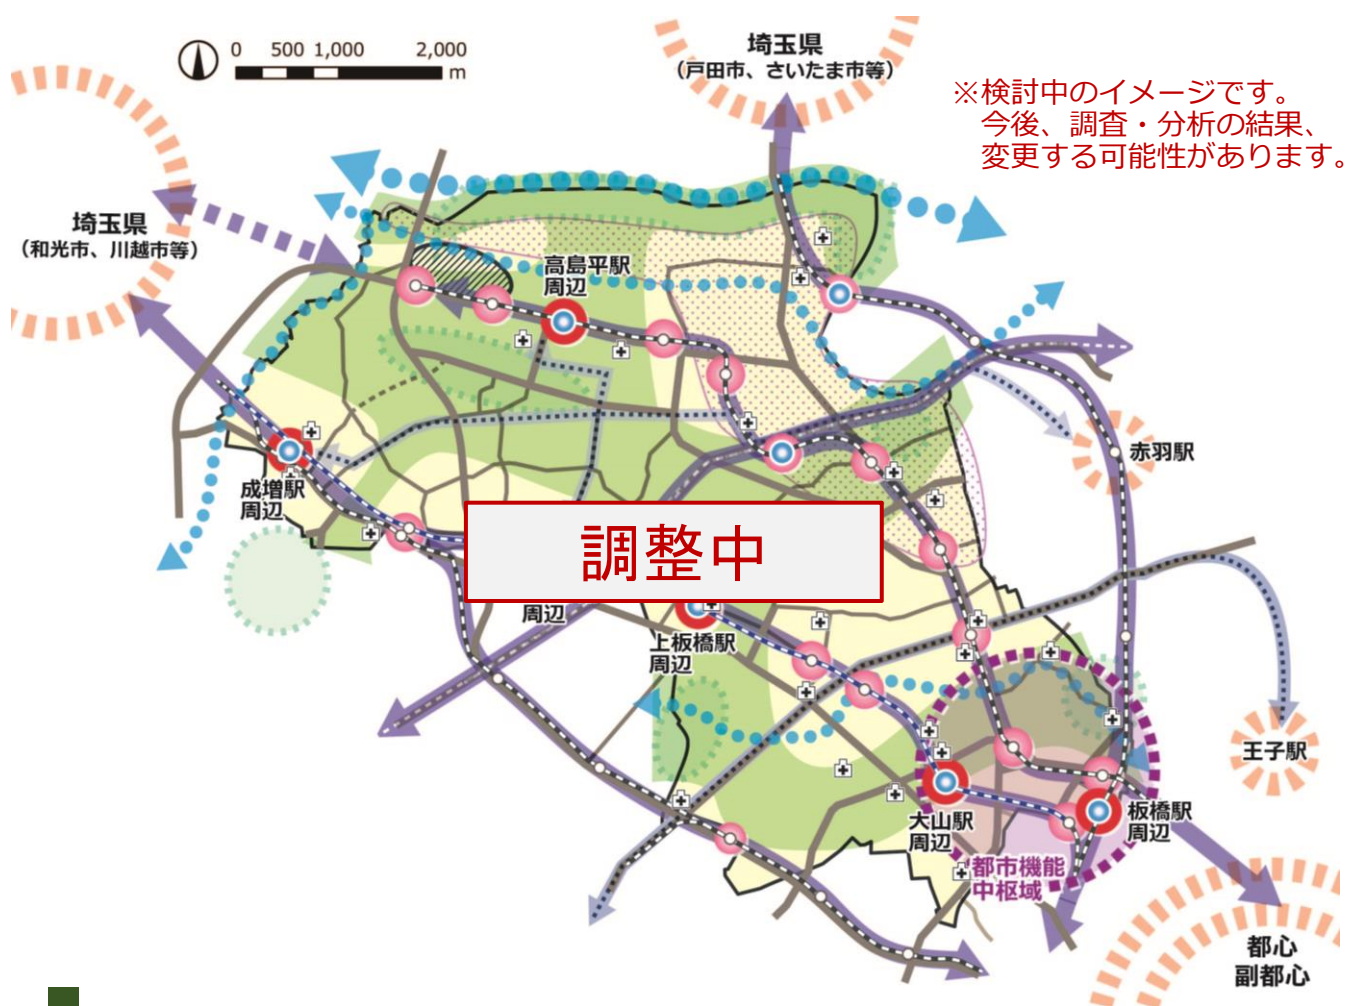 0 500 1,000 2,000
m
埼玉県
(戸田市、さいたま市等)
※検討中のイメージです。
今後、調査・分析の結果、
変更する可能性があります。
埼玉県
(和光市、川越市等)
高島平駅
周辺
赤羽駅
成増駅
周辺
調整中
周辺
上板橋駅
周辺
王子駅
大山駅
周辺
板橋駅
周辺
都市機能
中枢域
都心
副都心